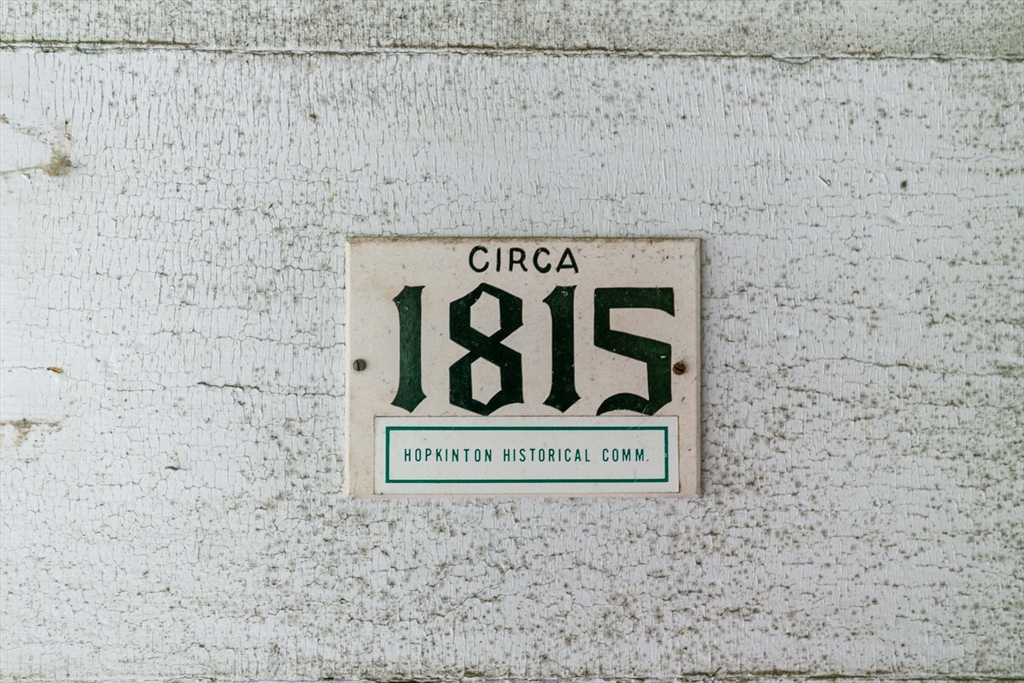 CIRCA
1815
HOPKINTON HISTORICAL COMM.